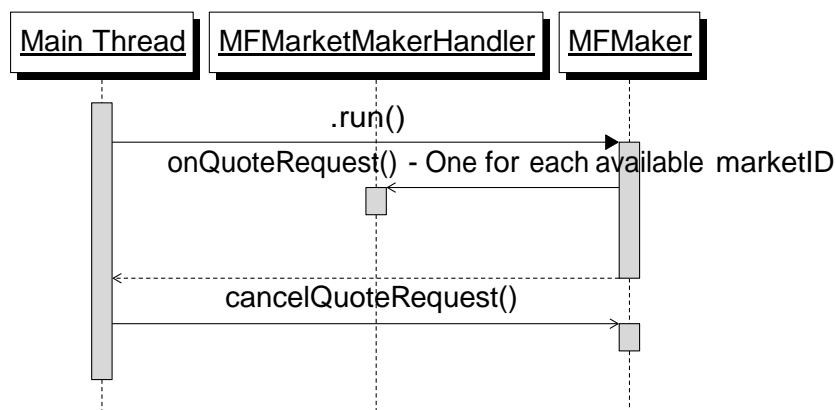 Main Thread
MFMarketMakerHandler
MFMaker
.run()
onQuoteRequest() - One for each available marketID
cancelQuoteRequest()